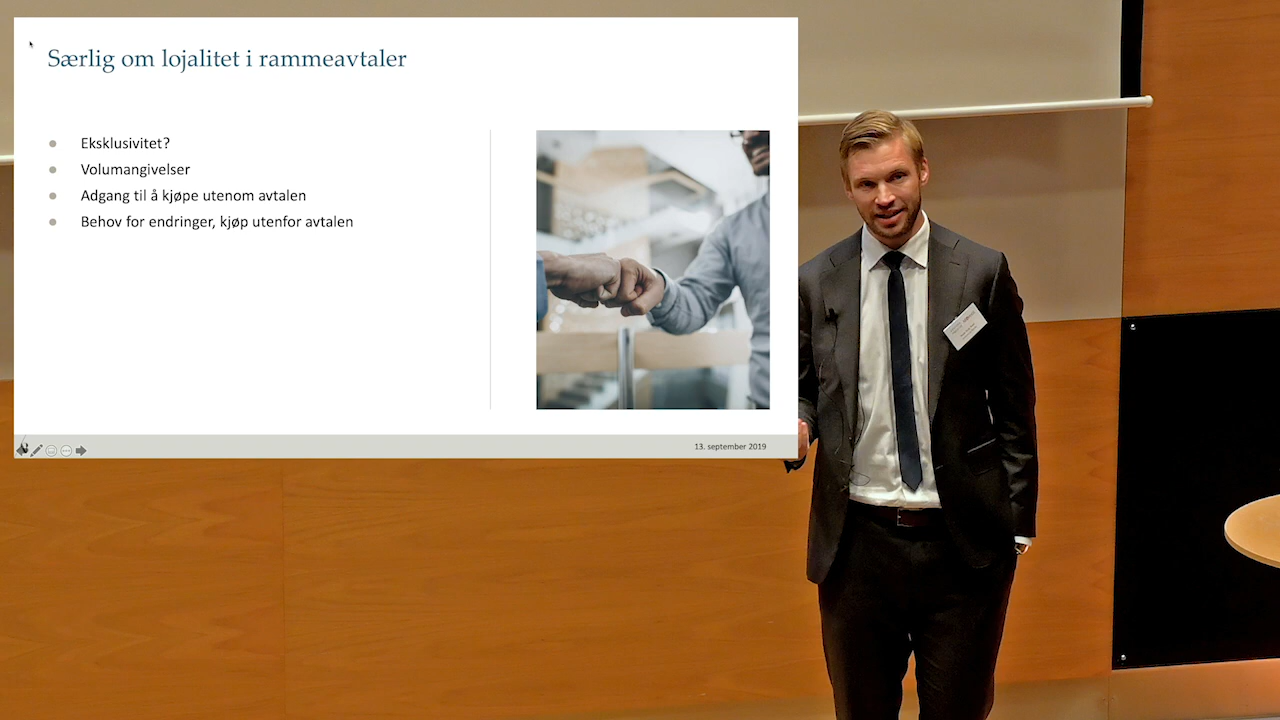 Særlig om lojalitet i rammeavtaler
Eksklusivitet?
Volumangivelser
Adgang til å kjøpe utenom avtalen
Behov for endringer, kjøp utenfor avtalen
13. september 2019